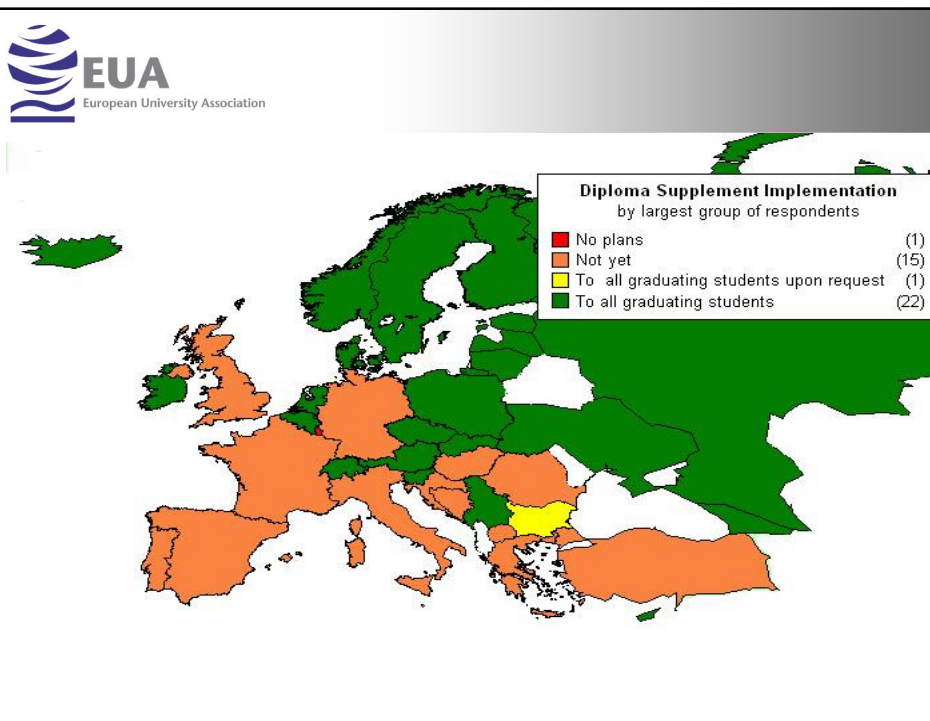 EUA
European University Association
Diploma Supplement Implementation
by largest group of respondents
No plans (1)
Not yet (15)
To all graduating students upon request (1)
To all graduating students (22)